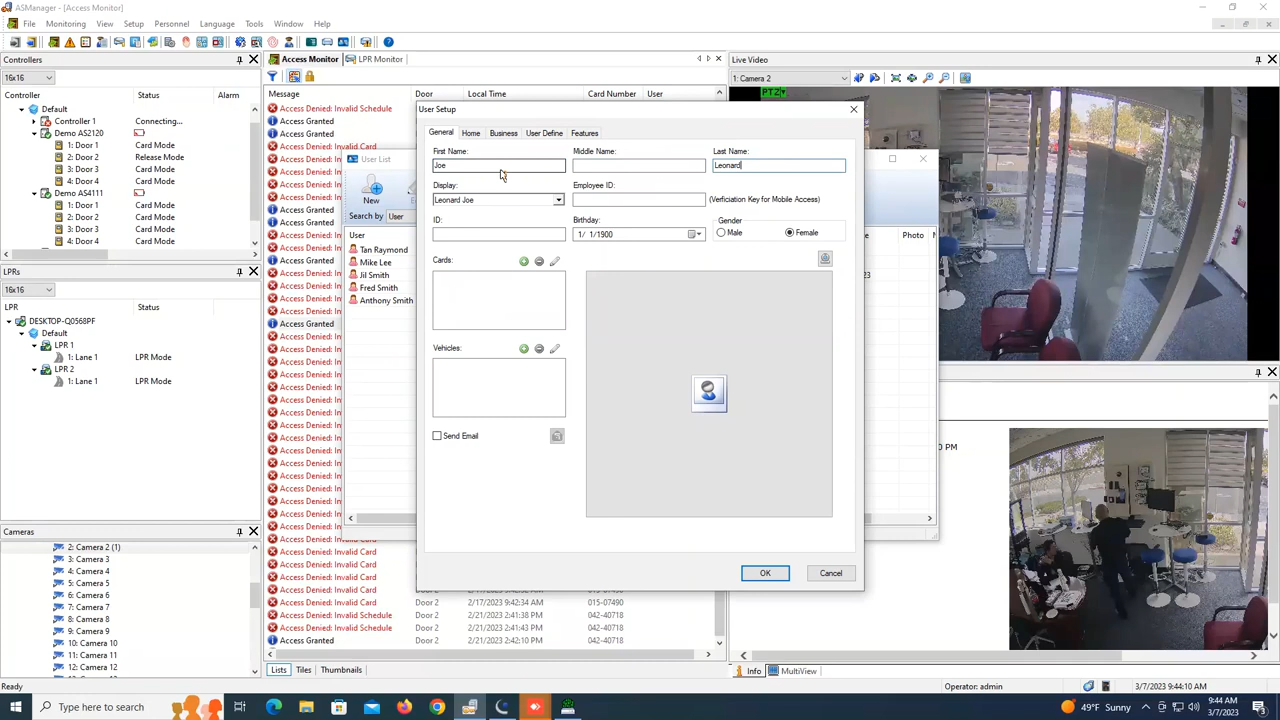 ASManager - [Access Monitor]
File Monitoring View Setup Personnel Language Tools Window Help
Controllers
16x16
Controller Status Alarm
Default
Controller 1 Connecting...
Demo AS2120
1: Door 1 Card Mode
2: Door 2 Release Mode
3: Door 3 Card Mode
4: Door 4 Card Mode
Demo AS4111
1: Door 1 Card Mode
2: Door 2 Card Mode
3: Door 3 Card Mode
4: Door 4 Card Mode
LPRs
16x16
Controller Status
DESKTOP-Q0568PF
Default
LPR 1
1: Lane 1 LPR Mode
LPR 2
1: Lane 1 LPR Mode
Cameras
2: Camera 2 (1)
3: Camera 3
4: Camera 4
5: Camera 5
6: Camera 6
7: Camera 7
8: Camera 8
9: Camera 9
10: Camera 10
11: Camera 11
12: Camera 12
Access Monitor LPR Monitor
Message Door Local Time Card Number User
Access Denied: Invalid Schedule
Access Granted
Access Granted
Access Granted
Access Granted
Access Granted
Access Granted
Access Denied: Invalid Card
Access Denied: Invalid Card
Access Denied: Invalid Card
Access Denied: Invalid Card Door 2 2/17/2023 9:42:34 AM 015-07490
Access Denied: Invalid Schedule Door 2 2/21/2023 2:41:38 PM 042-40718
Access Denied: Invalid Schedule Door 2 2/21/2023 2:41:43 PM 042-40718
Access Granted Door 2 2/21/2023 2:42:10 PM 042-40718
Lists Tiles Thumbnails
User List
New
Search by User
User
Tan Raymond
Mike Lee
Jil Smith
Fred Smith
Anthony Smith
Photo
User Setup
General Home Business User Define Features
First Name: Middle Name: Last Name:
Joe Leonard
Display: Employee ID:
Leonard Joe (Verficiation Key for Mobile Access)
ID: Birthday: Gender
1/ 1/1900 Male Female
Cards:
Vehicles:
Send Email
OK Cancel
Live Video
1: Camera 2
PTZ
Info MultiView
Ready Operator: admin 3/7/2023 9:44:10 AM
Type here to search
49°F Sunny
9:44 AM
3/7/2023